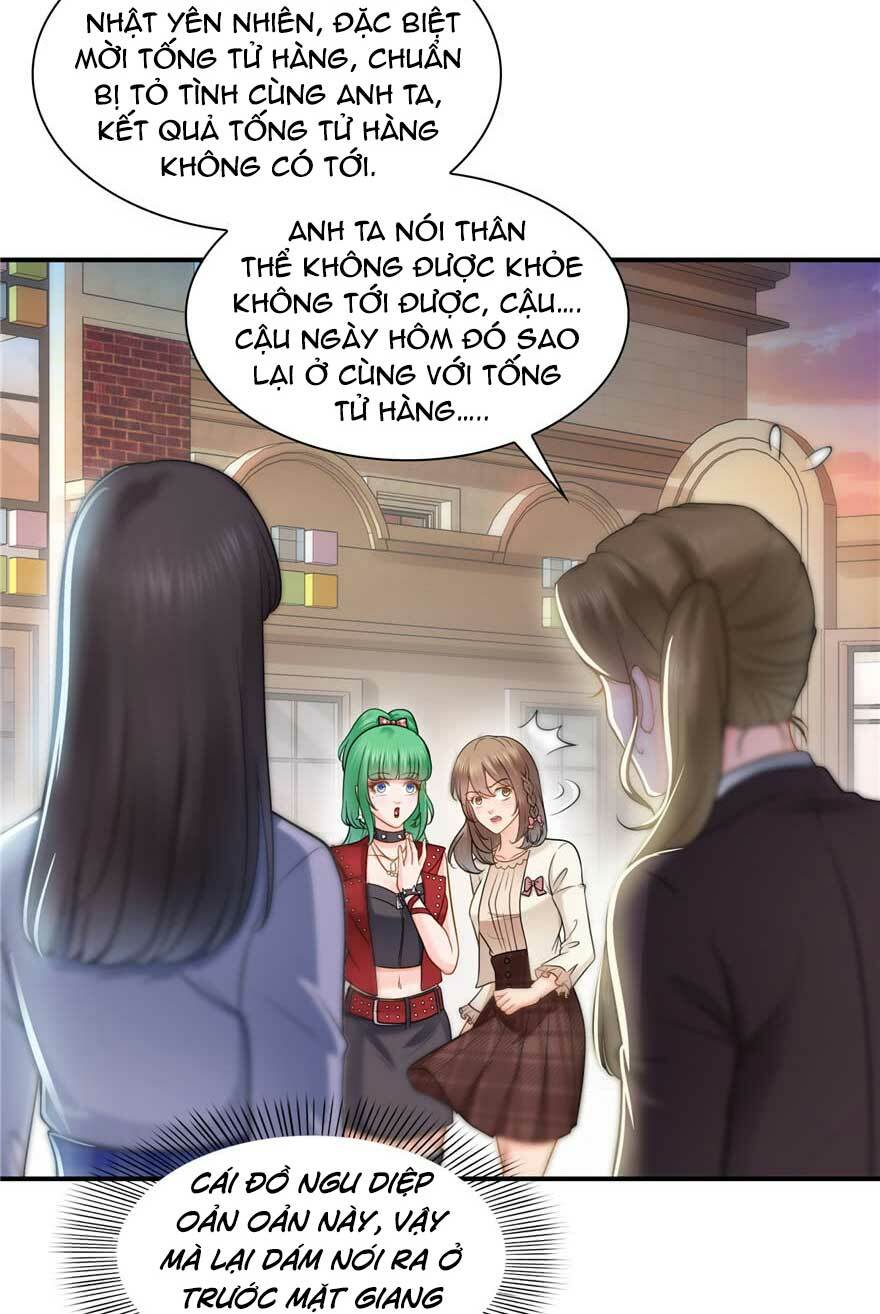 NHẬT YÊN NHIÊN, ĐẶC BIỆT
MỜI TỐNG TỬ HÀNG, CHUẨN
BỊ TỎ TÌNH CÙNG ANH TA,
KẾT QUẢ TỐNG TỬ HÀNG
KHÔNG CÓ TỚI.
ANH TA NÓI THÂN
THỂ KHÔNG ĐƯỢC KHỎE
KHÔNG TỚI ĐƯỢC, CẬU....
CẬU NGÀY HÔM ĐÓ SAO
LẠI Ở CÙNG VỚI TỐNG
TỬ HÀNG.....
CÁI ĐỒ NGU DIỆP
OẢN OẢN NÀY, VẬY
MÀ LẠI DÁM NÓI RA Ở
TRƯỚC MẶT GIANG